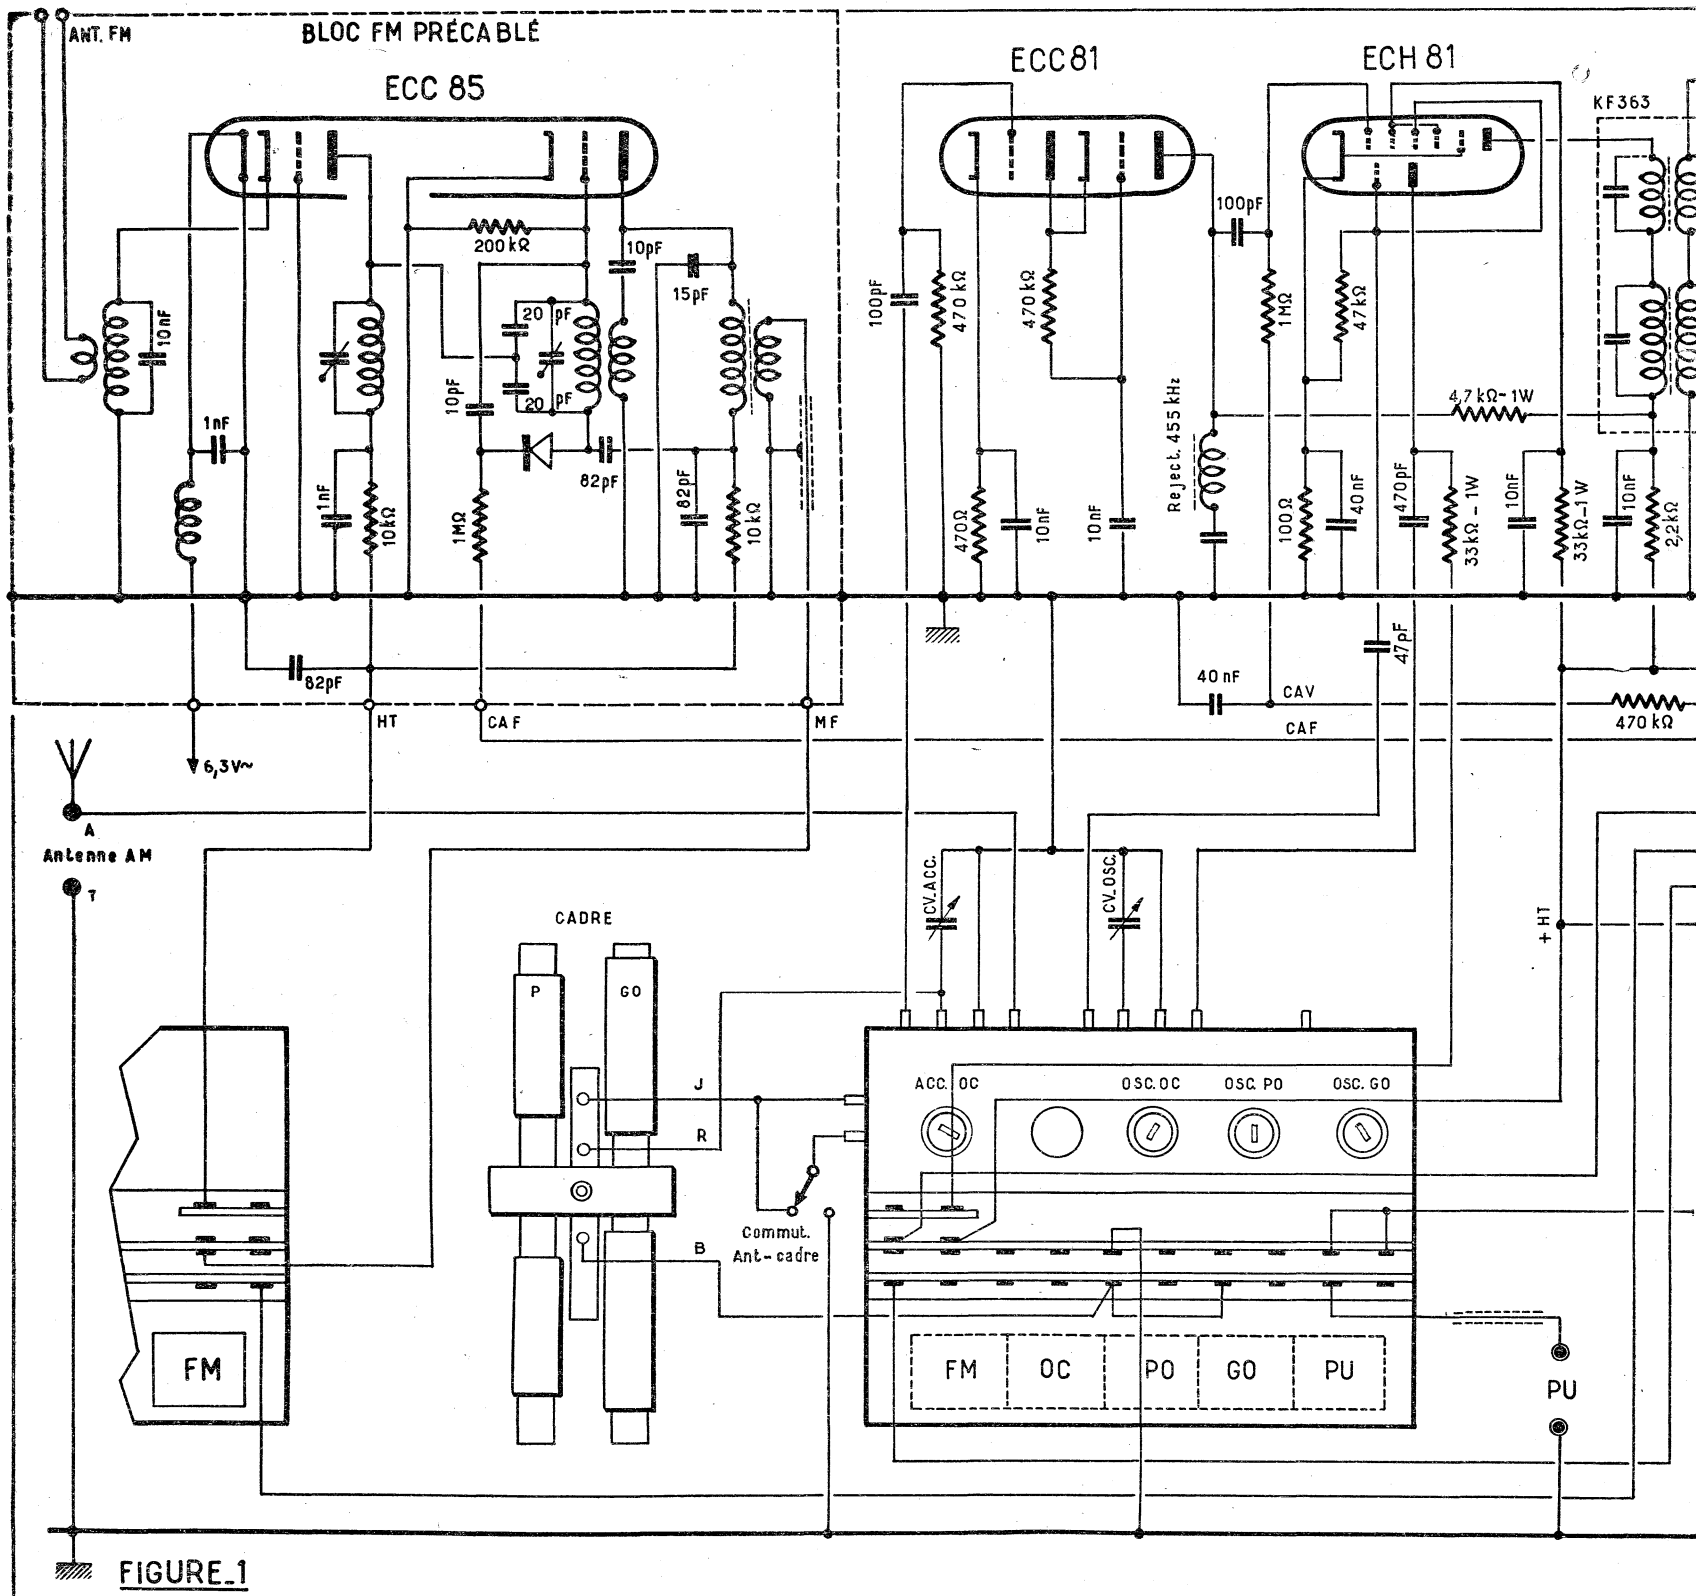 ANT. FM
BLOC FM PRÉCABLÉ
ECC 85
ECC 81
ECH 81
KF363
200 kΩ
10pF
15pF
100pF
10nF
20 pF
20 pF
10pF
100pF
470 kΩ
470 kΩ
1MΩ
47kΩ
1nF
82pF
Reject. 455 kHz
4,7 kΩ-1W
1nF
10kΩ
1MΩ
82pF
10kΩ
470Ω
10nF
10nF
100Ω
40nF
470pF
33kΩ - 1W
10nF
33kΩ-1W
10nF
2,2kΩ
82pF
47pF
40 nF
CAV
470 kΩ
HT
CAF
MF
CAF
6,3V~
A
Antenne AM
T
CV.ACC.
CV.OSC.
+ HT
CADRE
P
GO
J
R
B
ACC. OC
OSC. OC
OSC. PO
OSC. GO
Commut.
Ant-cadre
FM
FM
OC
PO
GO
PU
PU
FIGURE_1